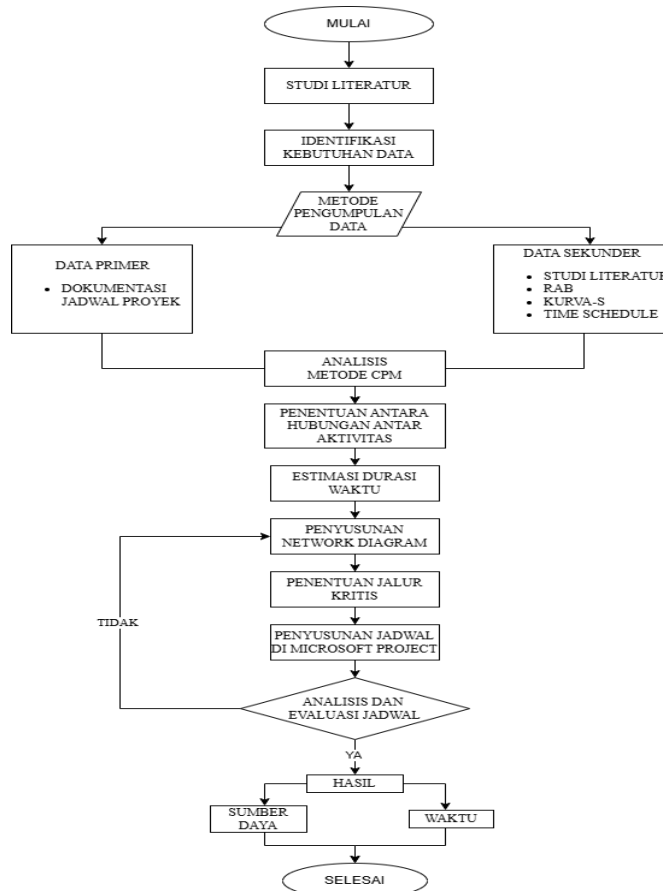 MULAI
STUDI LITERATUR
IDENTIFIKASI
KEBUTUHAN DATA
METODE
PENGUMPULAN
DATA
DATA PRIMER
• DOKUMENTASI
JADWAL PROYEK
DATA SEKUNDER
• STUDI LITERATUR
• RAB
• KURVA-S
• TIME SCHEDULE
ANALISIS
METODE CPM
PENENTUAN ANTARA
HUBUNGAN ANTAR
AKTIVITAS
ESTIMASI DURASI
WAKTU
PENYUSUNAN
NETWORK DIAGRAM
PENENTUAN JALUR
KRITIS
TIDAK
PENYUSUNAN JADWAL
DI MICROSOFT PROJECT
ANALISIS DAN
EVALUASI JADWAL
YA
HASIL
SUMBER
DAYA
WAKTU
SELESAI